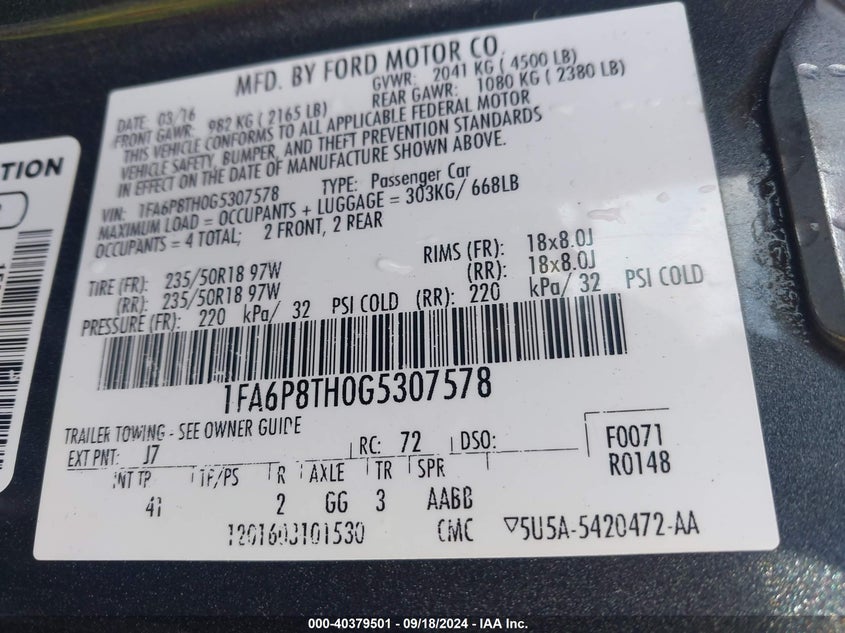 MFD. BY FORD MOTOR CO.
DATE: 03/16 GVWR: 2041 KG ( 4500 LB)
FRONT GAWR: 982 KG ( 2165 LB) REAR GAWR: 1080 KG ( 2380 LB)
THIS VEHICLE CONFORMS TO ALL APPLICABLE FEDERAL MOTOR
VEHICLE SAFETY, BUMPER, AND THEFT PREVENTION STANDARDS
IN EFFECT ON THE DATE OF MANUFACTURE SHOWN ABOVE.
VIN: 1FA6P8TH0G5307578 TYPE: Passenger Car
MAXIMUM LOAD = OCCUPANTS + LUGGAGE = 303KG/ 668LB
OCCUPANTS = 4 TOTAL; 2 FRONT, 2 REAR
TIRE (FR): 235/50R18 97W RIMS (FR): 18x8.0J
(RR): 235/50R18 97W (RR): 18x8.0J
PRESSURE (FR): 220 kPa/ 32 PSI COLD (RR): 220 kPa/ 32 PSI COLD
1FA6P8TH0G5307578
TRAILER TOWING - SEE OWNER GUIDE
EXT PNT: J7 RC: 72 DSO: F0071
R0148
INT TR TP/PS R AXLE TR SPR
41 2 GG 3 AABB
CMC ▽5U5A-5420472-AA
TION
000-40379501 - 09/18/2024 - IAA Inc.